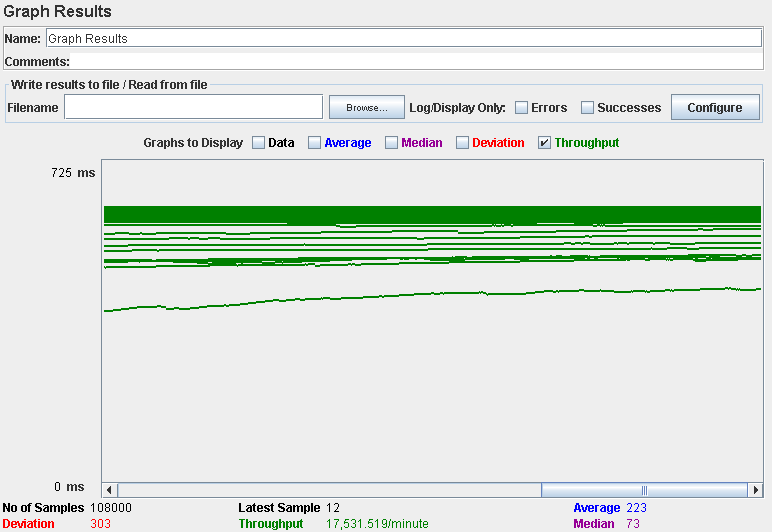 Graph Results
Name: Graph Results
Comments:
Write results to file / Read from file
Filename Browse... Log/Display Only: Errors Successes Configure
Graphs to Display Data Average Median Deviation Throughput
725 ms
0 ms
No of Samples 108000 Latest Sample 12 Average 223
Deviation 303 Throughput 17,531.519/minute Median 73